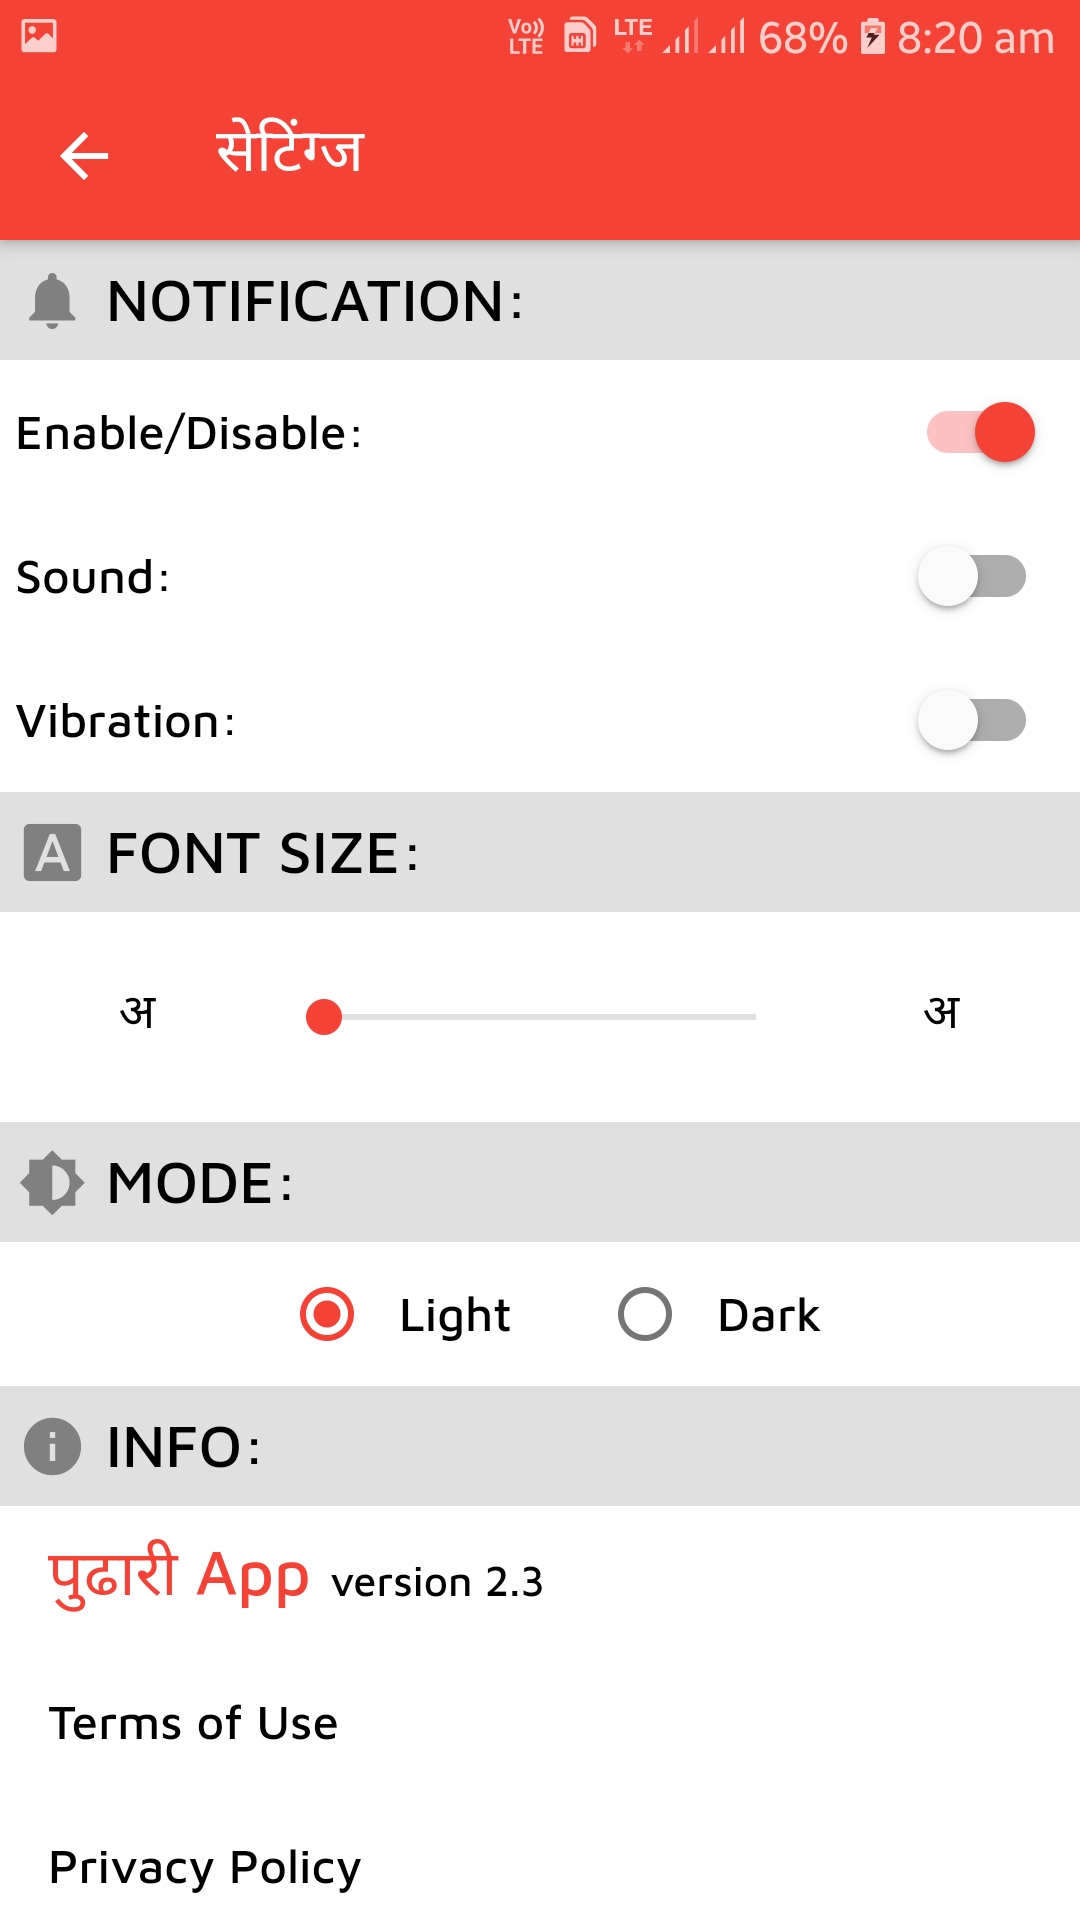 Vo)) LTE LTE 68% 8:20 am
सेटिंग्ज
NOTIFICATION:
Enable/Disable:
Sound:
Vibration:
A FONT SIZE:
अ अ
MODE:
Light Dark
INFO:
पुढारी App version 2.3
Terms of Use
Privacy Policy